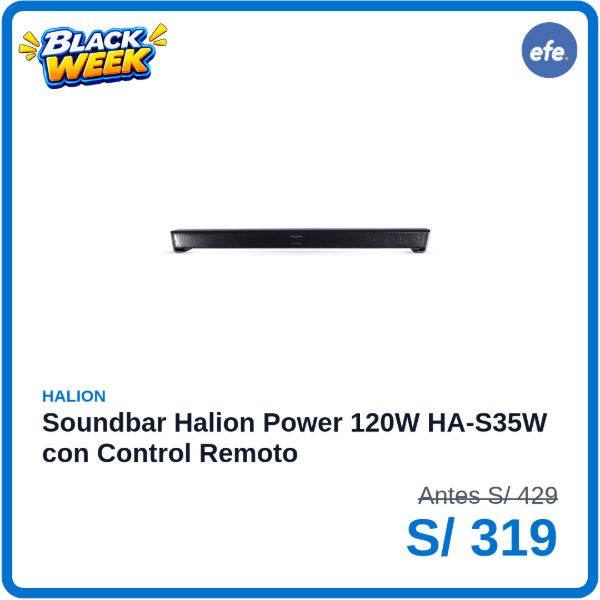 BLACK
WEEK
efe.
HALION
Soundbar Halion Power 120W HA-S35W
con Control Remoto
Antes S/ 429
S/ 319